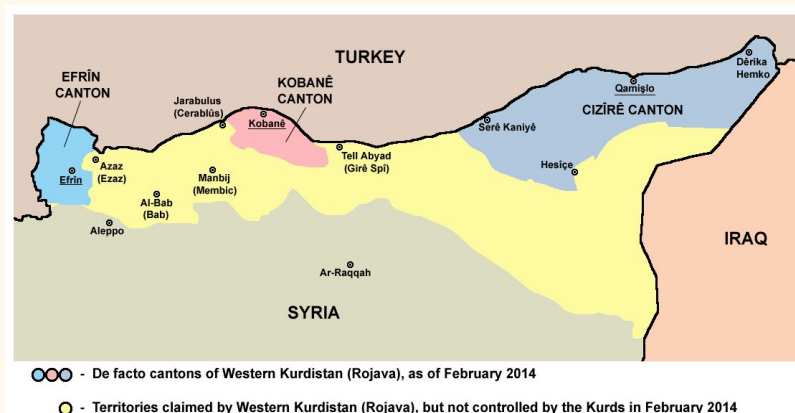 TURKEY
EFRÎN
CANTON
KOBANÊ
CANTON
Jarabulus
(Cerablûs)
Kobanê
Dêrika
Hemko
Qamişlo
CIZÎRÊ CANTON
Serê Kaniyê
Azaz
(Ezaz)
Efrîn
Tell Abyad
(Girê Spî)
Manbij
(Membic)
Hesîçe
Al-Bab
(Bab)
Aleppo
IRAQ
Ar-Raqqah
SYRIA
- De facto cantons of Western Kurdistan (Rojava), as of February 2014
- Territories claimed by Western Kurdistan (Rojava), but not controlled by the Kurds in February 2014